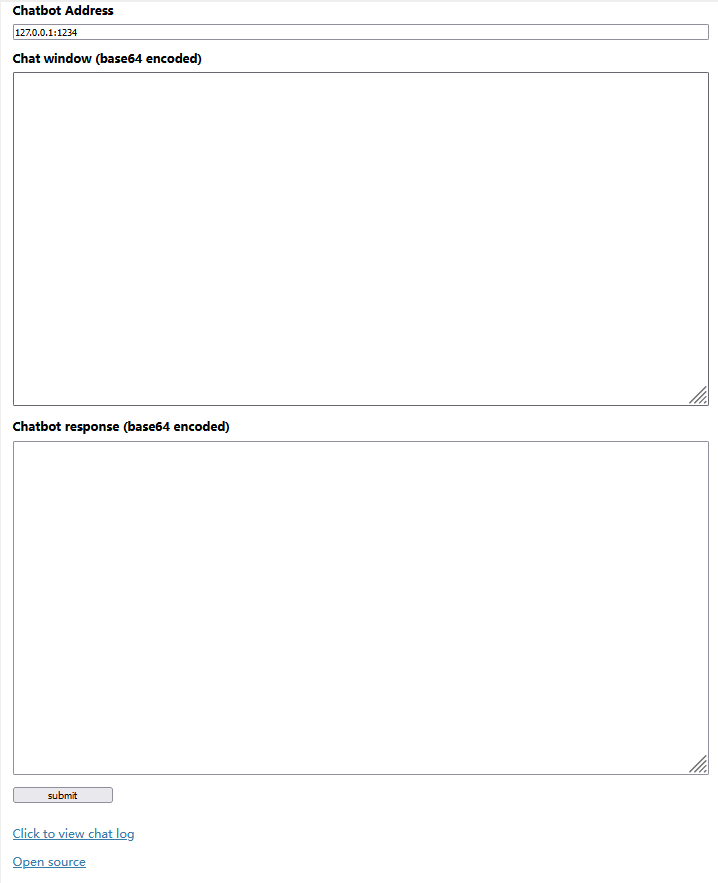 Chatbot Address
127.0.0.1:1234
Chat window (base64 encoded)
Chatbot response (base64 encoded)
submit
Click to view chat log
Open source